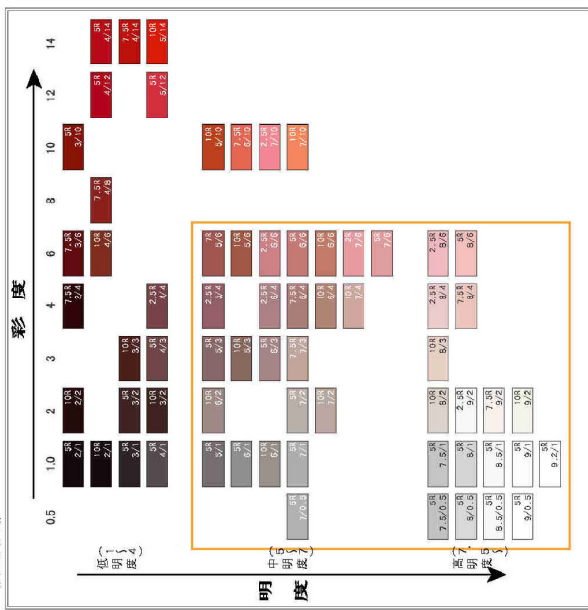 彩 度
0.5 1.0 2 3 4 6 8 10 12 14
低明度
(1~4)
5R 10R 7.5R 7.5R 5R
2/1 2/2 2/4 3/6 3/10
10R 10R 7.5R 5R 5R
2/1 4/6 4/8 4/12 4/14
5R 5R 10R 7.5R
3/1 3/2 3/3 4/14
5R 10R 5R 2.5R 5R 10R
4/1 3/2 4/3 4/4 5/12 5/14
中明度
(5~7)
5R 10R 5R 2.5R 7R 10R
5/1 6/2 5/3 5/6 5/10
5R 10R 10R 7.5R
6/1 5/3 5/6 6/10
10R 5R 2.5R 2.5R 2.5R
6/1 6/3 6/4 6/6 7/10
5R 5R 5R 7.5R 7.5R 5R 10R
7/0.5 7/1 7/2 7/3 6/4 6/6 7/10
10R 10R 10R
7/2 6/4 6/6
10R 2R
7/4 7/6
5R
7/6
高明度
(7.5~)
5R 5R 10R 10R 2.5R 2.5R
7.5/0.5 7.5/1 8/2 8/3 8/4 8/6
5R 5R 2.5R 7.5R 5R
8/0.5 8/1 9/2 8/4 8/6
5R 5R 7.5R
8.5/0.5 8.5/1 9/2
5R 5R 10R
9/0.5 9/1 9/2
5R
9.2/1
明 度